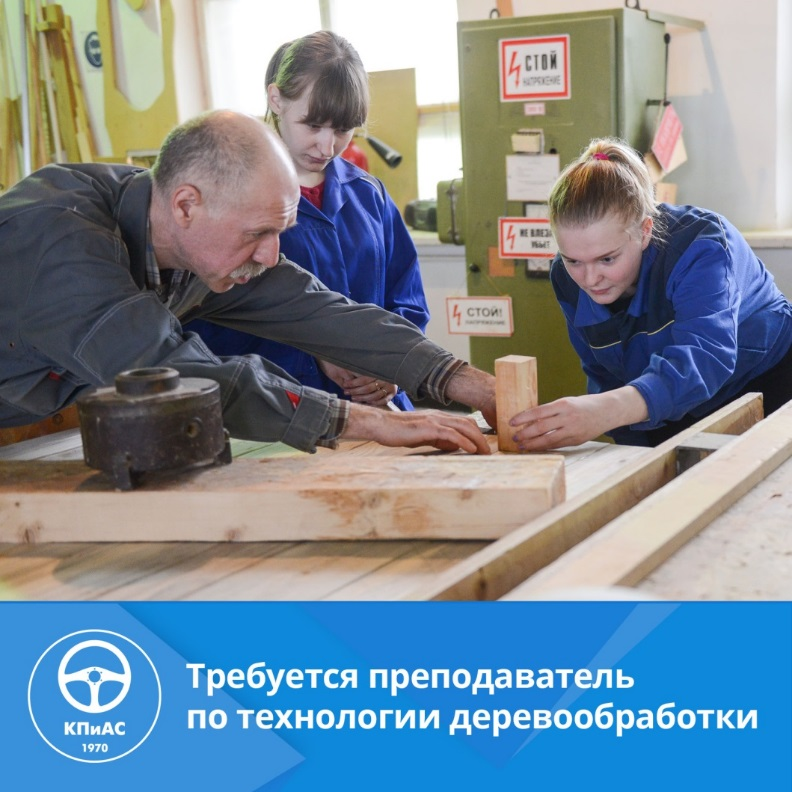 СТОЙ
НАПРЯЖЕНИЕ
НЕ ВЛЕЗАЙ
УБЬЕТ
СТОЙ!
НАПРЯЖЕНИЕ
Требуется преподаватель
по технологии деревообработки
КПиАС
1970